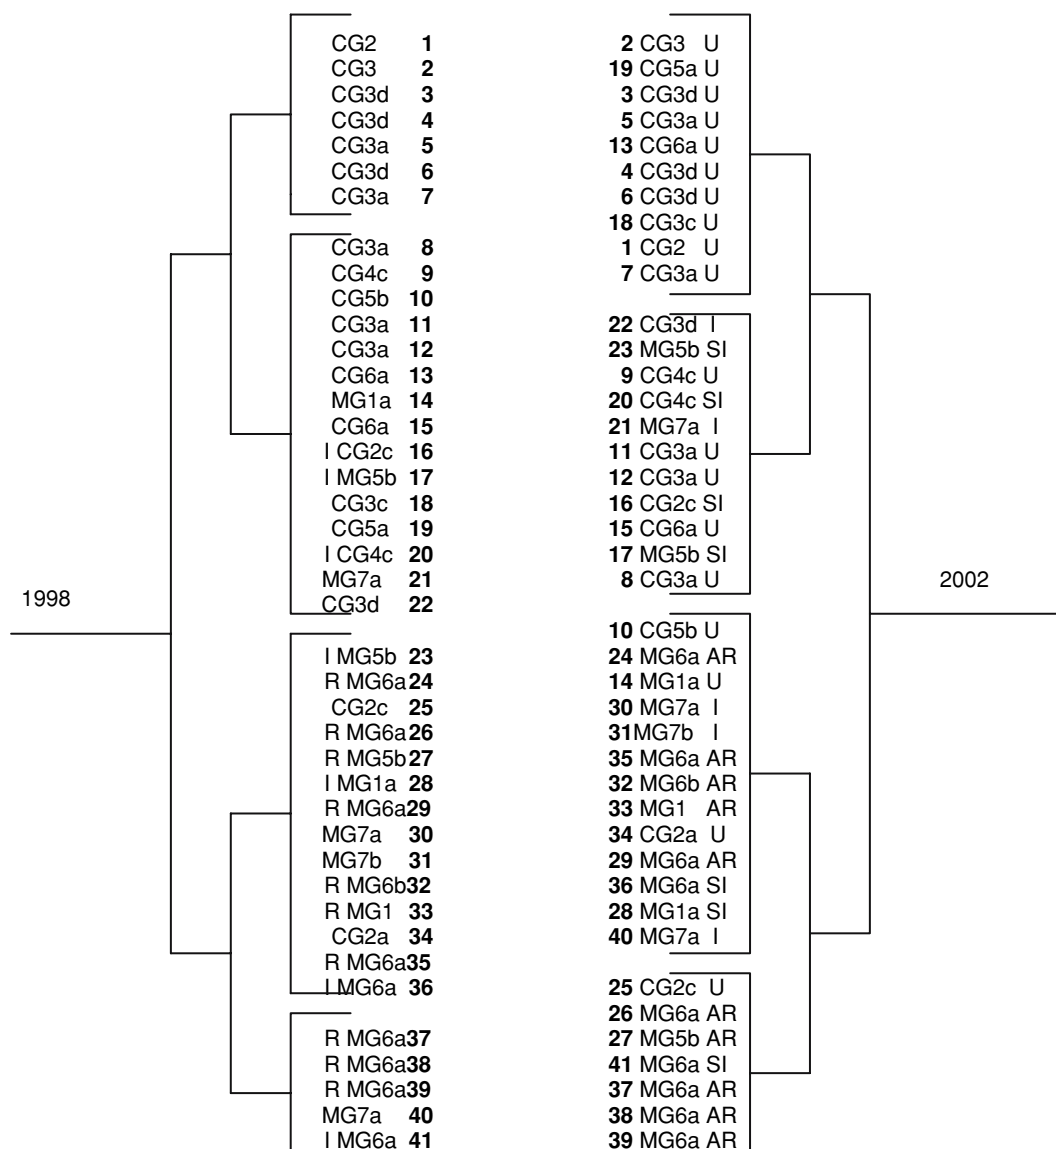 CG2 1
CG3 2
CG3d 3
CG3d 4
CG3a 5
CG3d 6
CG3a 7
CG3a 8
CG4c 9
CG5b 10
CG3a 11
CG3a 12
CG6a 13
MG1a 14
CG6a 15
I CG2c 16
I MG5b 17
CG3c 18
CG5a 19
I CG4c 20
MG7a 21
CG3d 22
1998
I MG5b 23
R MG6a 24
CG2c 25
R MG6a 26
R MG5b 27
I MG1a 28
R MG6a 29
MG7a 30
MG7b 31
R MG6b 32
R MG1 33
CG2a 34
R MG6a 35
I MG6a 36
R MG6a 37
R MG6a 38
R MG6a 39
MG7a 40
I MG6a 41
2 CG3 U
19 CG5a U
3 CG3d U
5 CG3a U
13 CG6a U
4 CG3d U
6 CG3d U
18 CG3c U
1 CG2 U
7 CG3a U
22 CG3d I
23 MG5b SI
9 CG4c U
20 CG4c SI
21 MG7a I
11 CG3a U
12 CG3a U
16 CG2c SI
15 CG6a U
17 MG5b SI
8 CG3a U
2002
10 CG5b U
24 MG6a AR
14 MG1a U
30 MG7a I
31 MG7b I
35 MG6a AR
32 MG6b AR
33 MG1 AR
34 CG2a U
29 MG6a AR
36 MG6a SI
28 MG1a SI
40 MG7a I
25 CG2c U
26 MG6a AR
27 MG5b AR
41 MG6a SI
37 MG6a AR
38 MG6a AR
39 MG6a AR